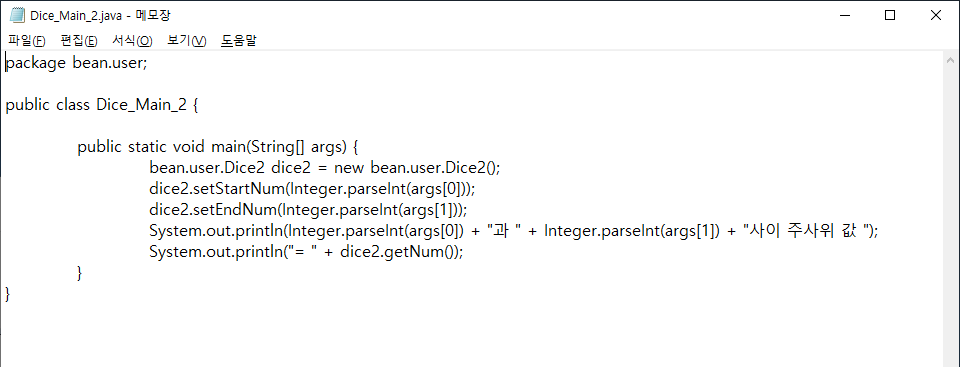 Dice_Main_2.java - 메모장
파일(F) 편집(E) 서식(O) 보기(V) 도움말
package bean.user;
public class Dice_Main_2 {
public static void main(String[] args) {
bean.user.Dice2 dice2 = new bean.user.Dice2();
dice2.setStartNum(Integer.parseInt(args[0]));
dice2.setEndNum(Integer.parseInt(args[1]));
System.out.println(Integer.parseInt(args[0]) + "과 " + Integer.parseInt(args[1]) + "사이 주사위 값 ");
System.out.println("= " + dice2.getNum());
}
}